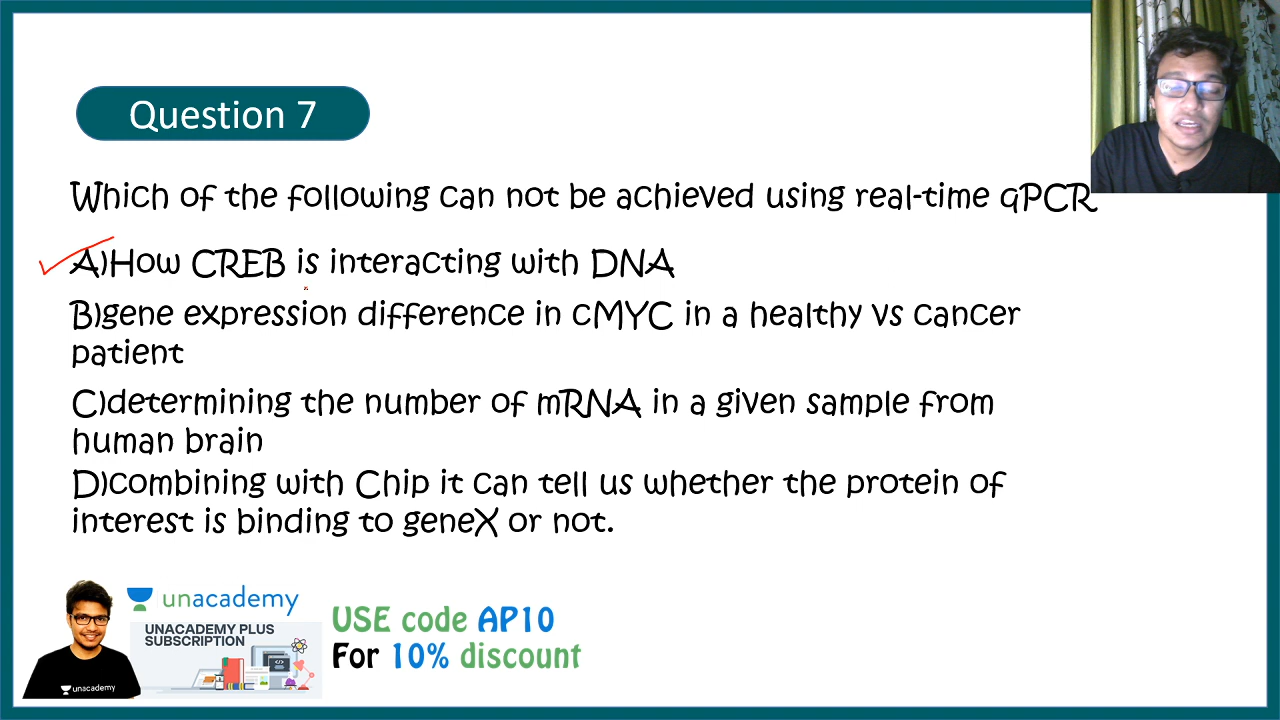 Question 7
Which of the following can not be achieved using real-time qPCR
A)How CREB is interacting with DNA
B)gene expression difference in cMYC in a healthy vs cancer
patient
C)determining the number of mRNA in a given sample from
human brain
D)combining with Chip it can tell us whether the protein of
interest is binding to geneX or not.
unacademy
UNACADEMY PLUS
SUBSCRIPTION
unacademy
USE code AP10
For 10% discount